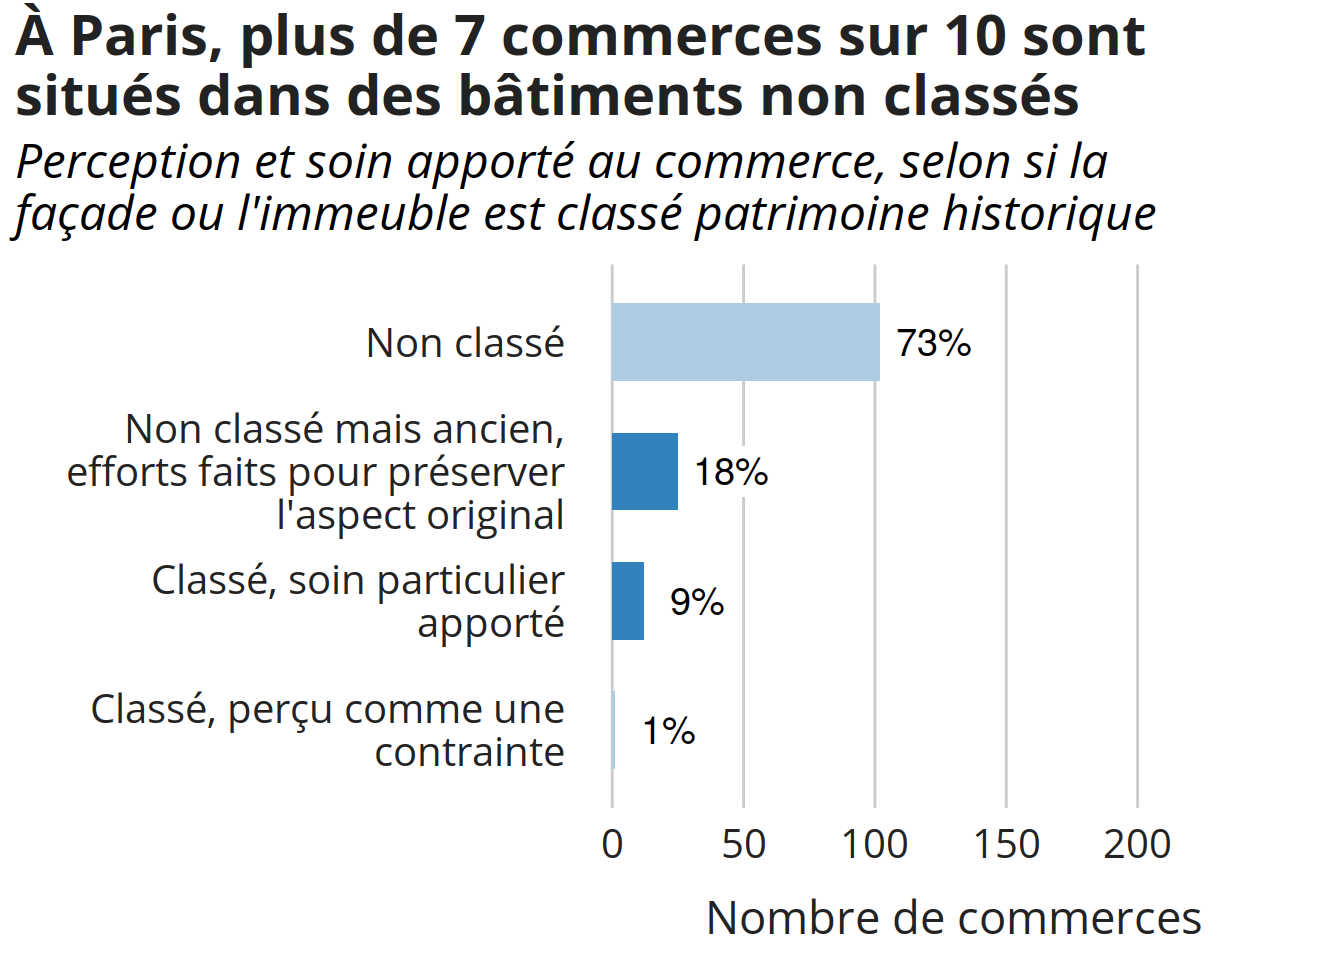 À Paris, plus de 7 commerces sur 10 sont
situés dans des bâtiments non classés
Perception et soin apporté au commerce, selon si la
façade ou l'immeuble est classé patrimoine historique
Non classé
73%
Non classé mais ancien,
efforts faits pour préserver
l'aspect original
18%
Classé, soin particulier
apporté
9%
Classé, perçu comme une
contrainte
1%
0 50 100 150 200
Nombre de commerces